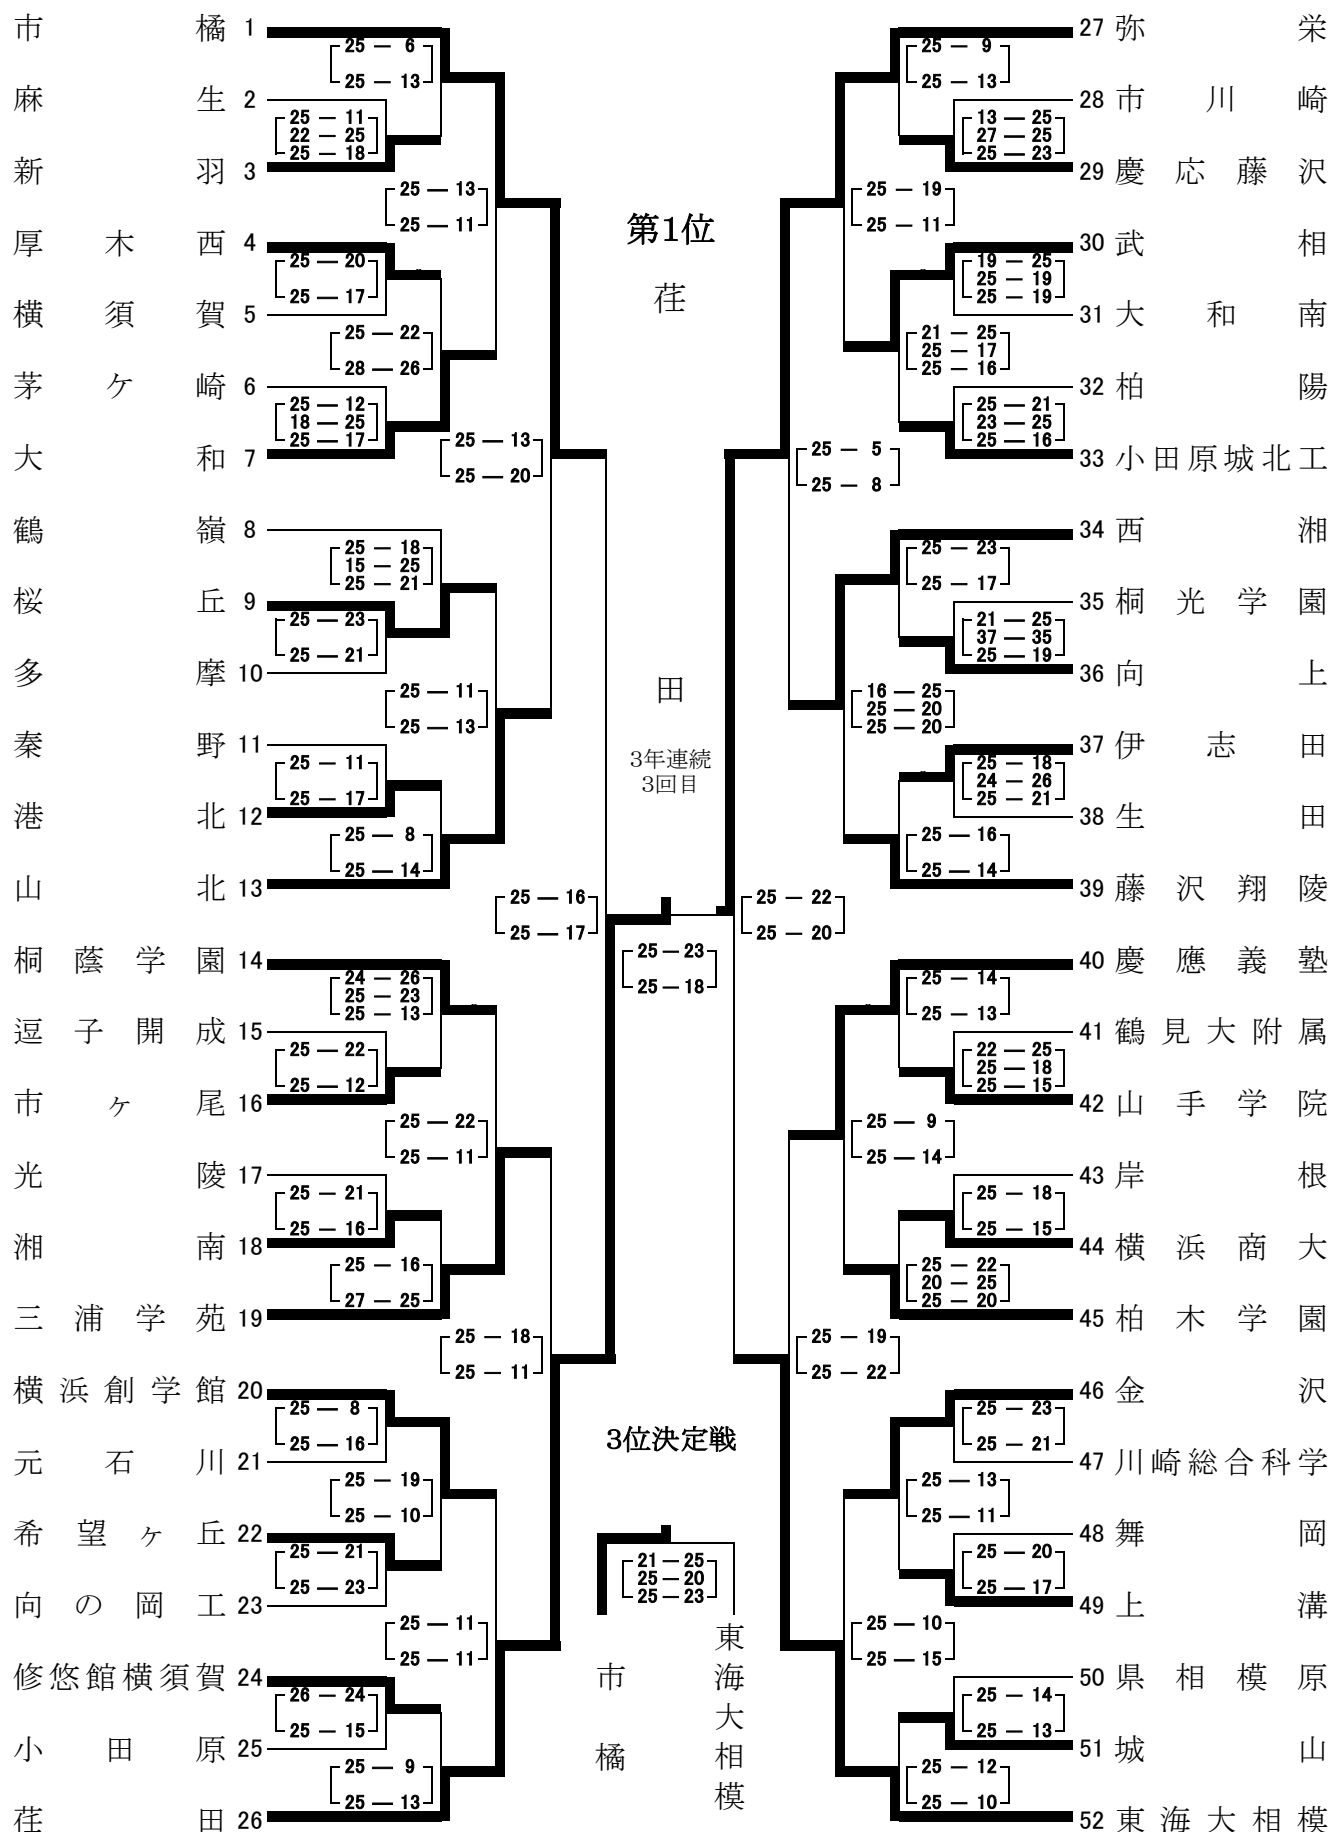 市橘 1
25 — 6
25 — 13
麻生 2
25 — 11
22 — 25
25 — 18
新羽 3
25 — 13
25 — 11
厚木西 4
25 — 20
25 — 17
横須賀 5
25 — 22
28 — 26
茅ケ崎 6
25 — 12
18 — 25
25 — 17
大和 7
25 — 13
25 — 20
鶴嶺 8
25 — 18
15 — 25
25 — 21
桜丘 9
25 — 23
25 — 21
多摩 10
25 — 11
25 — 13
秦野 11
25 — 11
25 — 17
港北 12
25 — 8
25 — 14
山北 13
25 — 16
25 — 17
桐蔭学園 14
24 — 26
25 — 23
25 — 13
逗子開成 15
25 — 22
25 — 12
市ヶ尾 16
25 — 22
25 — 11
光陵 17
25 — 21
25 — 16
湘南 18
25 — 16
27 — 25
三浦学苑 19
25 — 18
25 — 11
横浜創学館 20
25 — 8
25 — 16
元石川 21
25 — 19
25 — 10
希望ヶ丘 22
25 — 21
25 — 23
向の岡工 23
25 — 11
25 — 11
修悠館横須賀 24
26 — 24
25 — 15
小田原 25
25 — 9
25 — 13
荏田 26
第1位
荏田
3年連続
3回目
25 — 23
25 — 18
3位決定戦
21 — 25
25 — 20
25 — 23
市橘
東海大相模
27 弥栄
25 — 9
25 — 13
28 市川崎
13 — 25
27 — 25
25 — 23
29 慶応藤沢
25 — 19
25 — 11
30 武相
19 — 25
25 — 19
25 — 19
31 大和南
21 — 25
25 — 17
25 — 16
32 柏陽
25 — 21
23 — 25
25 — 16
33 小田原城北工
25 — 5
25 — 8
34 西湘
25 — 23
25 — 17
35 桐光学園
21 — 25
37 — 35
25 — 19
36 向上
16 — 25
25 — 20
25 — 20
37 伊志田
25 — 18
24 — 26
25 — 21
38 生田
25 — 16
25 — 14
39 藤沢翔陵
25 — 22
25 — 20
40 慶應義塾
25 — 14
25 — 13
41 鶴見大附属
22 — 25
25 — 18
25 — 15
42 山手学院
25 — 9
25 — 14
43 岸根
25 — 18
25 — 15
44 横浜商大
25 — 22
20 — 25
25 — 20
45 柏木学園
25 — 19
25 — 22
46 金沢
25 — 23
25 — 21
47 川崎総合科学
25 — 13
25 — 11
48 舞岡
25 — 20
25 — 17
49 上溝
25 — 10
25 — 15
50 県相模原
25 — 14
25 — 13
51 城山
25 — 12
25 — 10
52 東海大相模